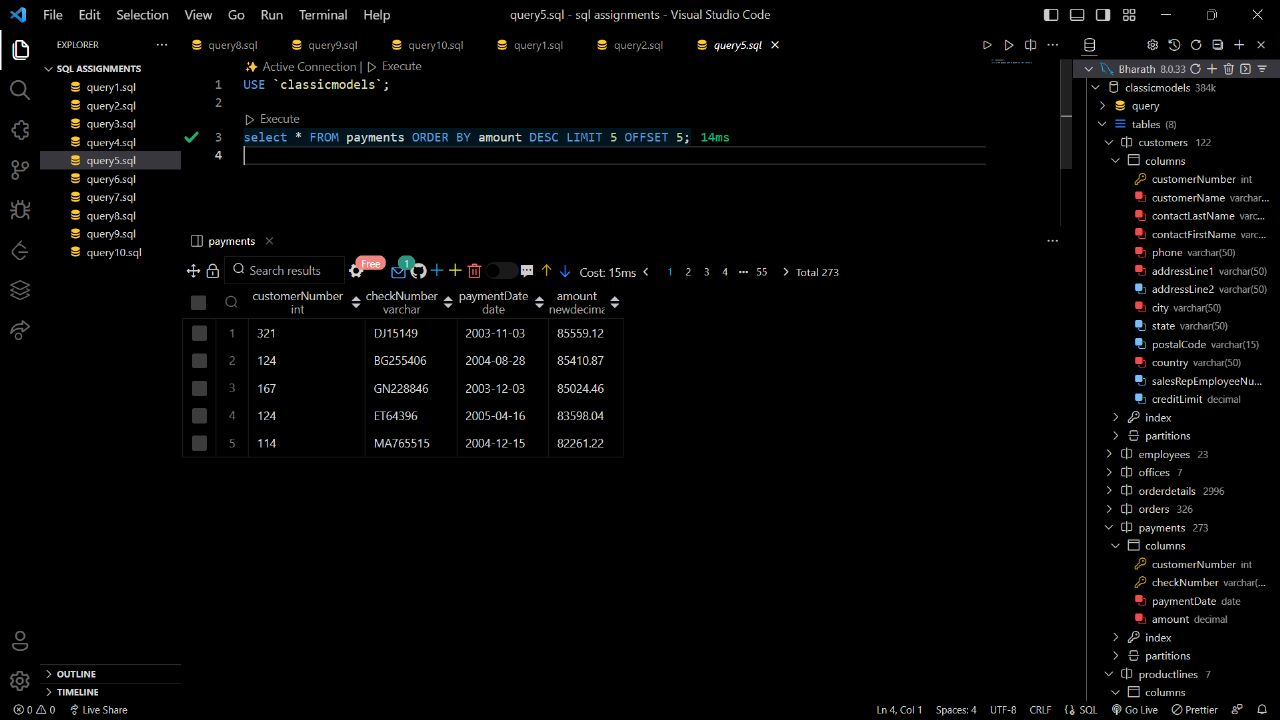 File Edit Selection View Go Run Terminal Help
query5.sql - sql assignments - Visual Studio Code
EXPLORER
SQL ASSIGNMENTS
query1.sql
query2.sql
query3.sql
query4.sql
query5.sql
query6.sql
query7.sql
query8.sql
query9.sql
query10.sql
OUTLINE
TIMELINE
query8.sql query9.sql query10.sql query1.sql query2.sql query5.sql
Active Connection | Execute
1 USE `classicmodels`;
2
Execute
3 select * FROM payments ORDER BY amount DESC LIMIT 5 OFFSET 5; 14ms
4
payments
Search results Free 1 Cost: 15ms 1 2 3 4 ••• 55 Total 273
customerNumber checkNumber paymentDate amount
int varchar date newdecima
1 321 DJ15149 2003-11-03 85559.12
2 124 BG255406 2004-08-28 85410.87
3 167 GN228846 2003-12-03 85024.46
4 124 ET64396 2005-04-16 83598.04
5 114 MA765515 2004-12-15 82261.22
Bharath 8.0.33
classicmodels 384k
query
tables (8)
customers 122
columns
customerNumber int
customerName varchar...
contactLastName varc...
contactFirstName varc...
phone varchar(50)
addressLine1 varchar(50)
addressLine2 varchar(50)
city varchar(50)
state varchar(50)
postalCode varchar(15)
country varchar(50)
salesRepEmployeeNu...
creditLimit decimal
index
partitions
employees 23
offices 7
orderdetails 2996
orders 326
payments 273
columns
customerNumber int
checkNumber varchar(...
paymentDate date
amount decimal
index
partitions
productlines 7
columns
0 0 Live Share
Ln 4, Col 1 Spaces: 4 UTF-8 CRLF SQL Go Live Prettier